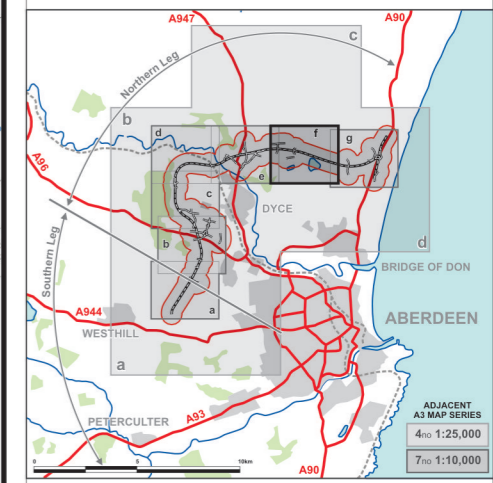 A947
A90
c
Northern Leg
b
d
f
g
A96
e
DYCE
c
Southern Leg
b
d
BRIDGE OF DON
a
A944
ABERDEEN
WESTHILL
a
ADJACENT
A3 MAP SERIES
4no 1:25,000
7no 1:10,000
PETERCULTER
A93
0 5 10km
A90